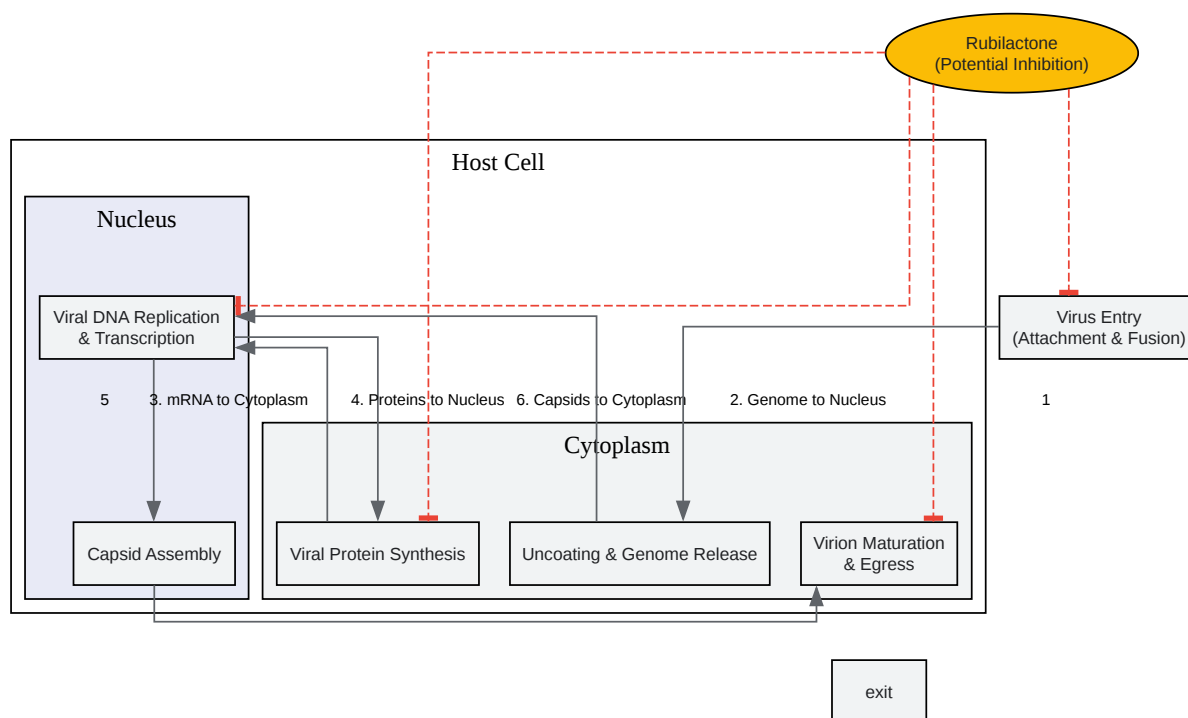 Rubilactone
(Potential Inhibition)
Host Cell
Nucleus
Viral DNA Replication
& Transcription
Virus Entry
(Attachment & Fusion)
5
3. mRNA to Cytoplasm
4. Proteins to Nucleus
6. Capsids to Cytoplasm
2. Genome to Nucleus
1
Cytoplasm
Capsid Assembly
Viral Protein Synthesis
Uncoating & Genome Release
Virion Maturation
& Egress
exit